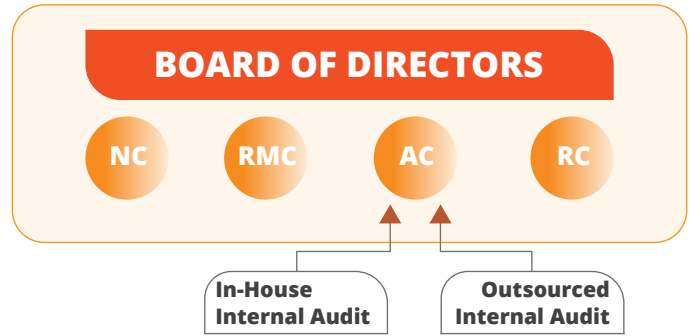 BOARD OF DIRECTORS
NC
RMC
AC
RC
In-House
Internal Audit
Outsourced
Internal Audit